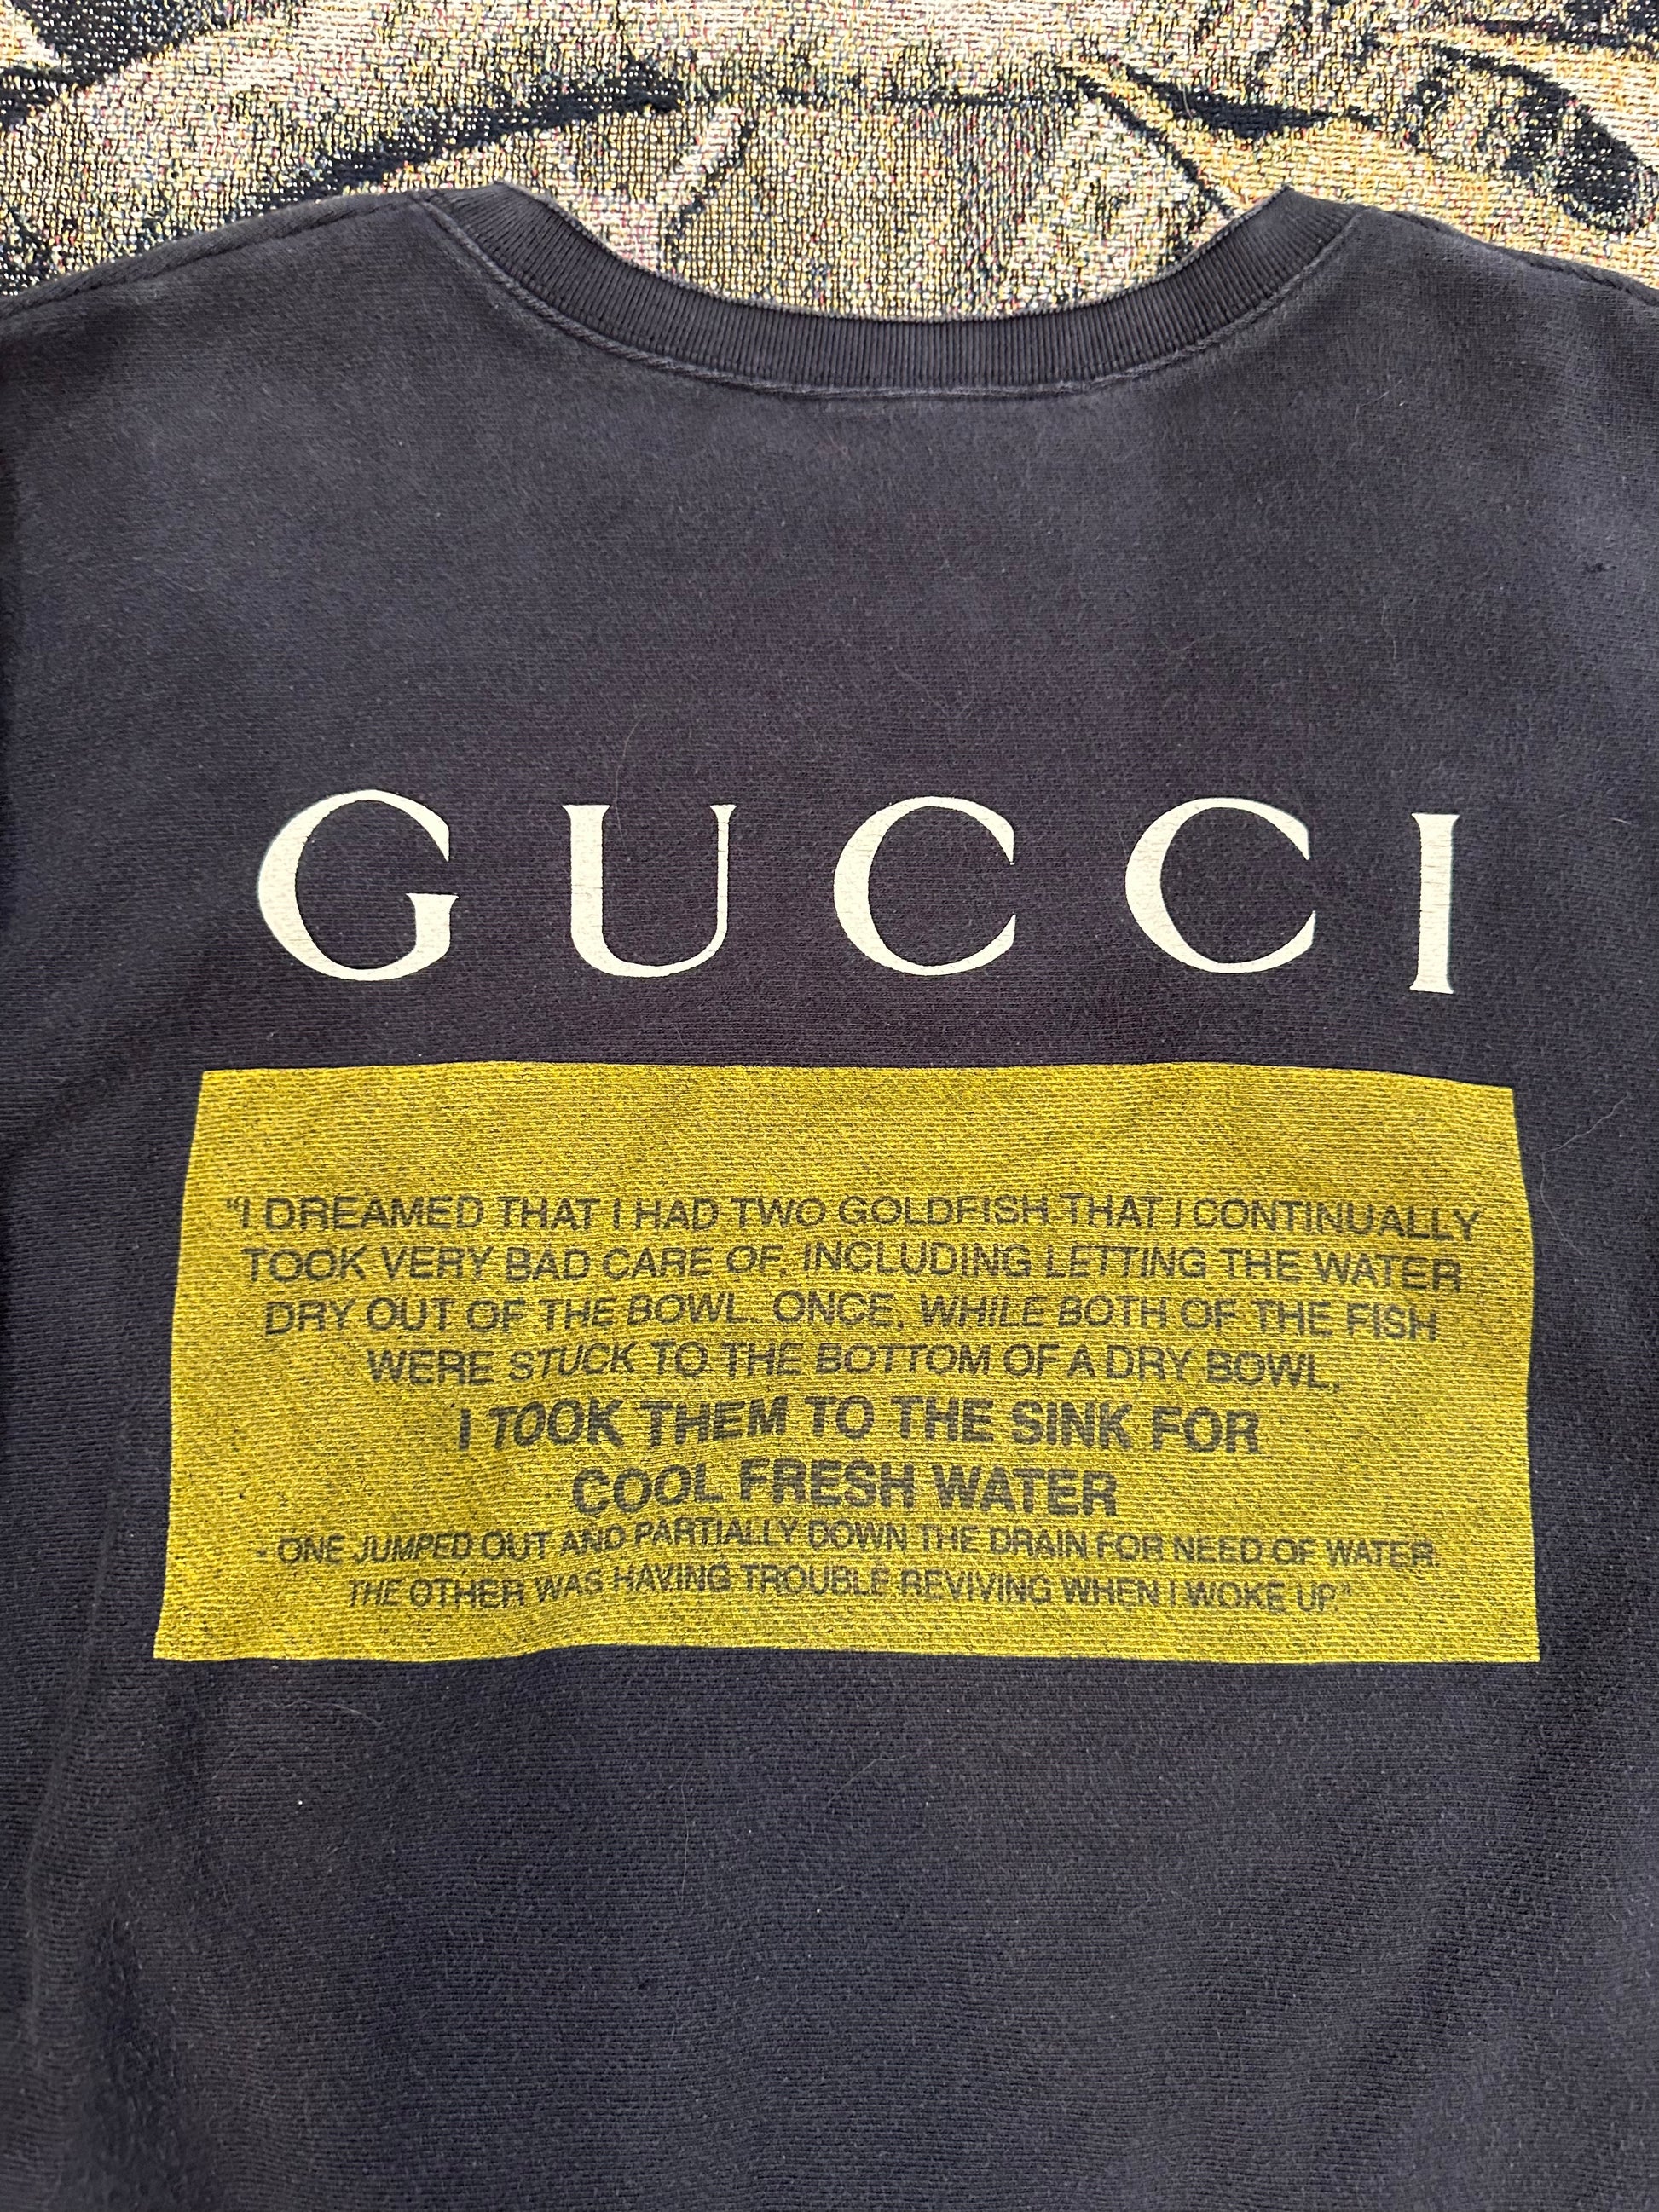 GUCCI
"I DREAMED THAT I HAD TWO GOLDFISH THAT I CONTINUALLY
TOOK VERY BAD CARE OF, INCLUDING LETTING THE WATER
DRY OUT OF THE BOWL. ONCE, WHILE BOTH OF THE FISH
WERE STUCK TO THE BOTTOM OF A DRY BOWL,
I TOOK THEM TO THE SINK FOR
COOL FRESH WATER
- ONE JUMPED OUT AND PARTIALLY DOWN THE DRAIN FOR NEED OF WATER.
THE OTHER WAS HAVING TROUBLE REVIVING WHEN I WOKE UP."